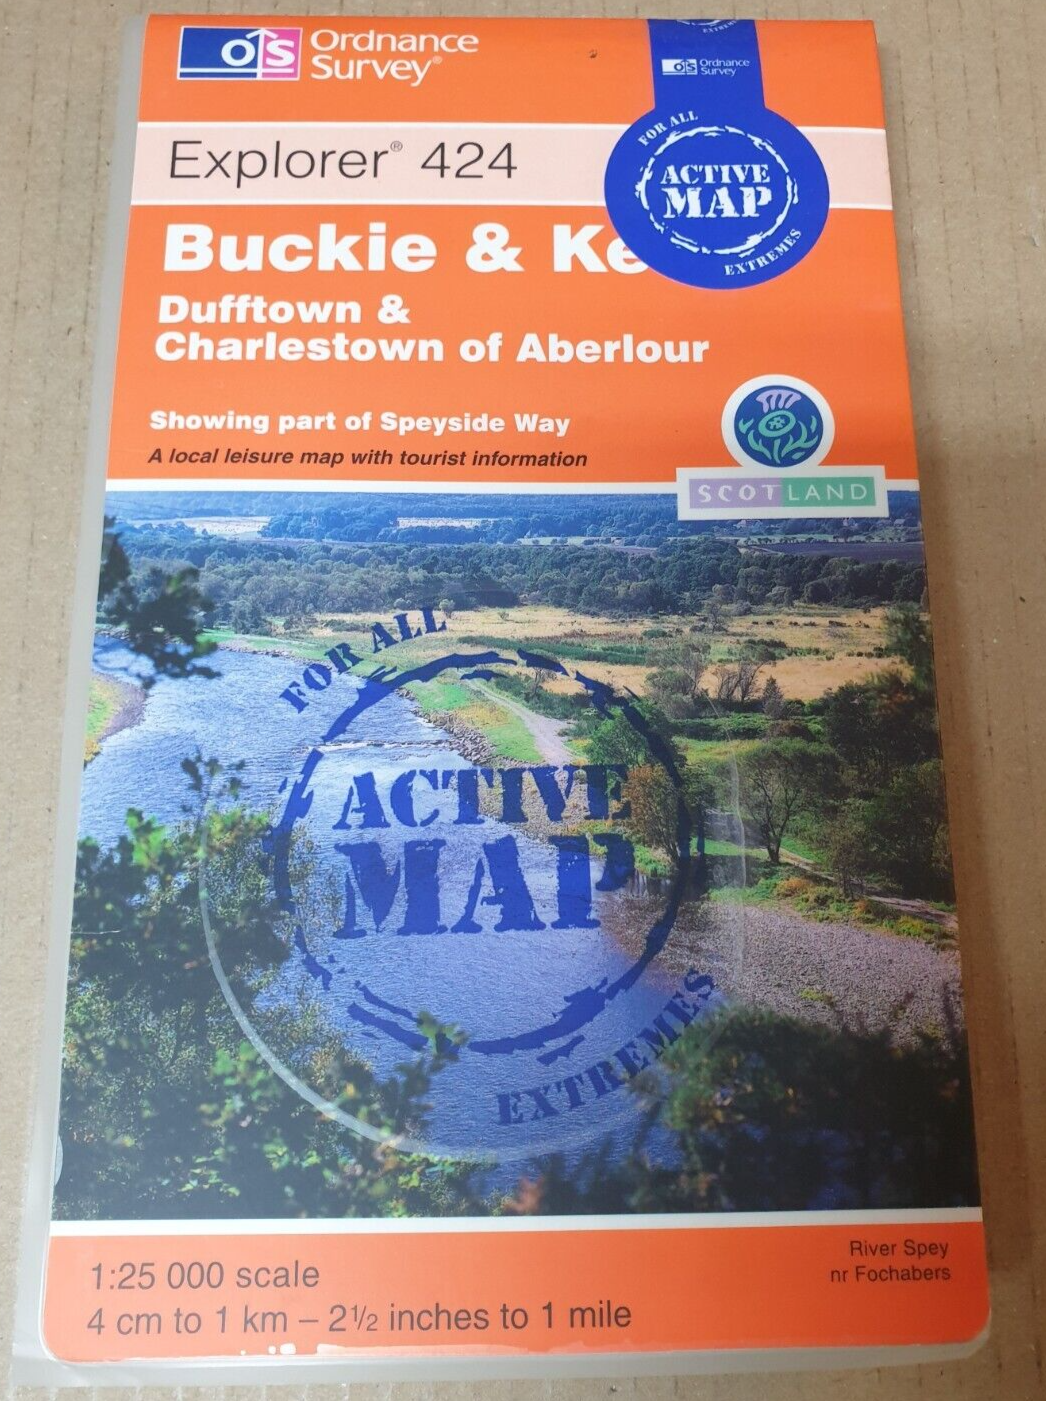 OS Ordnance
Survey®
Ordnance
Survey
FOR ALL
ACTIVE
MAP
EXTREMES
Explorer® 424
Buckie & Ke
Dufftown &
Charlestown of Aberlour
Showing part of Speyside Way
A local leisure map with tourist information
SCOTLAND
FOR ALL
ACTIVE
MAP
EXTREMES
River Spey
nr Fochabers
1:25 000 scale
4 cm to 1 km – 2½ inches to 1 mile